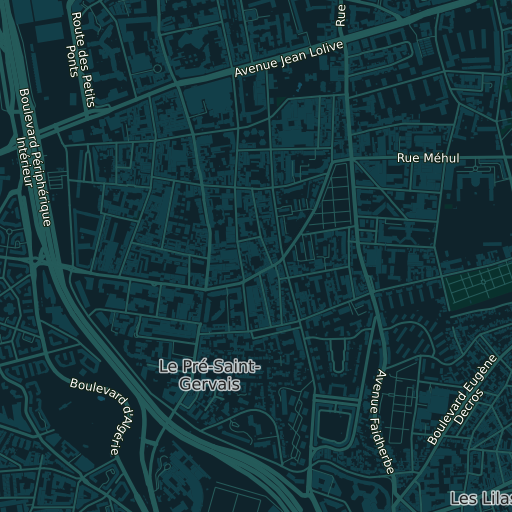 Rue
Route des Petits
Ponts
Avenue Jean Lolive
Boulevard Périphérique
Intérieur
Rue Méhul
Le Pré-Saint-
Gervais
Boulevard d'Algérie
Avenue Faidherbe
Boulevard Eugène
Decros
Les Lilas